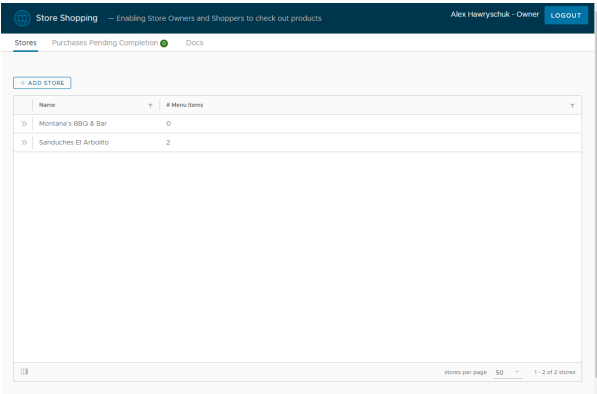 Store Shopping — Enabling Store Owners and Shoppers to check out products Alex Hawryschuk - Owner LOGOUT
Stores Purchases Pending Completion 0 Docs
+ ADD STORE
Name # Menu Items
Montana's BBQ & Bar 0
Sanduches El Arbolito 2
stores per page 50 1 - 2 of 2 stores